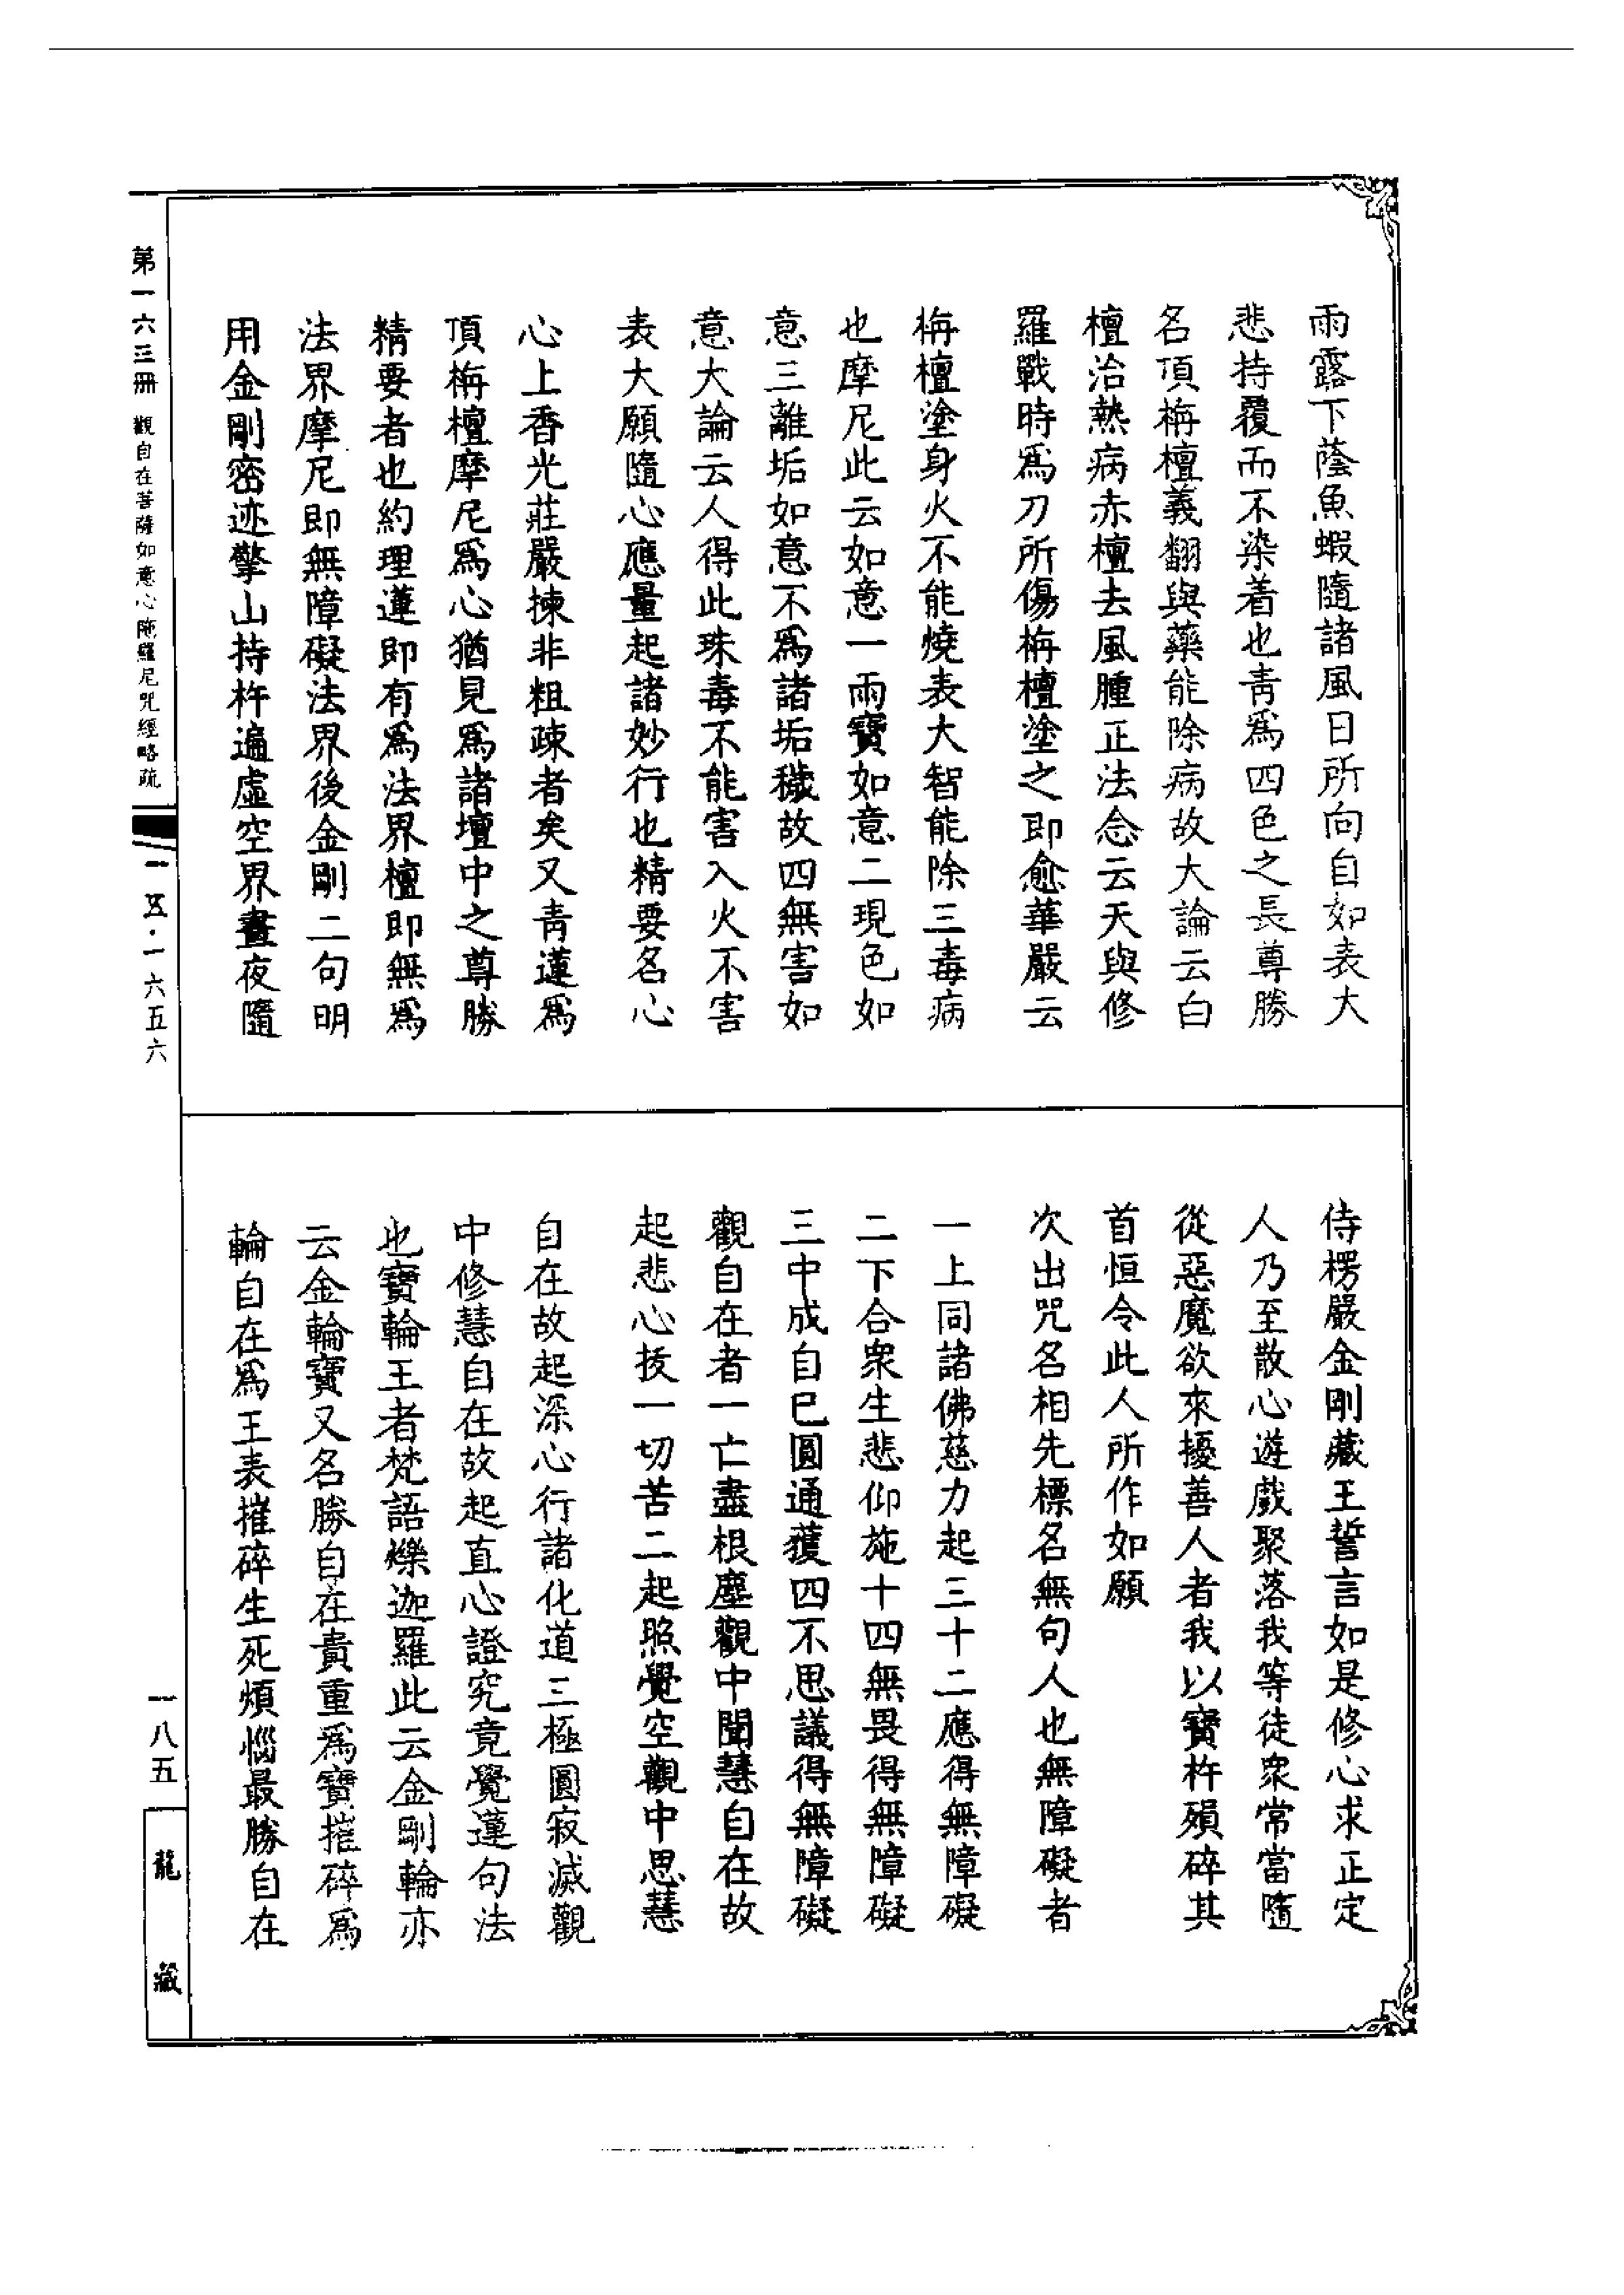 雨露下蔭魚蝦隨諸風日所向自如表大
悲持覆而不染着也青爲四色之長尊勝
名頂栴檀義翻與藥能除病故大論云白
檀治熱病赤檀去風腫正法念云天與修
羅戰時爲刀所傷栴檀塗之即愈華嚴云
栴檀塗身火不能燒表大智能除三毒病
也摩尼此云如意一雨寶如意二現色如
意三離垢如意不爲諸垢穢故四無害如
意大論云人得此珠毒不能害入火不害
表大願隨心應量起諸妙行也精要名心
心上香光莊嚴揀非粗疎者矣又青蓮爲
頂栴檀摩尼爲心猶見爲諸壇中之尊勝
精要者也約理蓮即有爲法界檀即無爲
法界摩尼即無障礙法界後金剛二句明
用金剛密迹擎山持杵遍虛空界晝夜隨
侍楞嚴金剛藏王誓言如是修心求正定
人乃至散心遊戲聚落我等徒衆常當隨
從惡魔欲來擾善人者我以寶杵殞碎其
首恒令此人所作如願
次出咒名相先標名無句人也無障礙者
一上同諸佛慈力起三十二應得無障礙
二下合衆生悲仰施十四無畏得無障礙
三中成自巳圓通獲四不思議得無障礙
觀自在者一亡盡根塵觀中聞慧自在故
起悲心拔一切苦二起照覺空觀中思慧
自在故起深心行諸化道三極圓寂滅觀
中修慧自在故起直心證究竟覺蓮句法
也寶輪王者梵語爍迦羅此云金剛輪亦
云金輪寶又名勝自在貴重爲寶摧碎爲
輪自在爲王表摧碎生死煩惱最勝自在
第一六三冊 觀自在菩薩如意心陀羅尼咒經略疏
一五·一六五六
一八五
龍藏